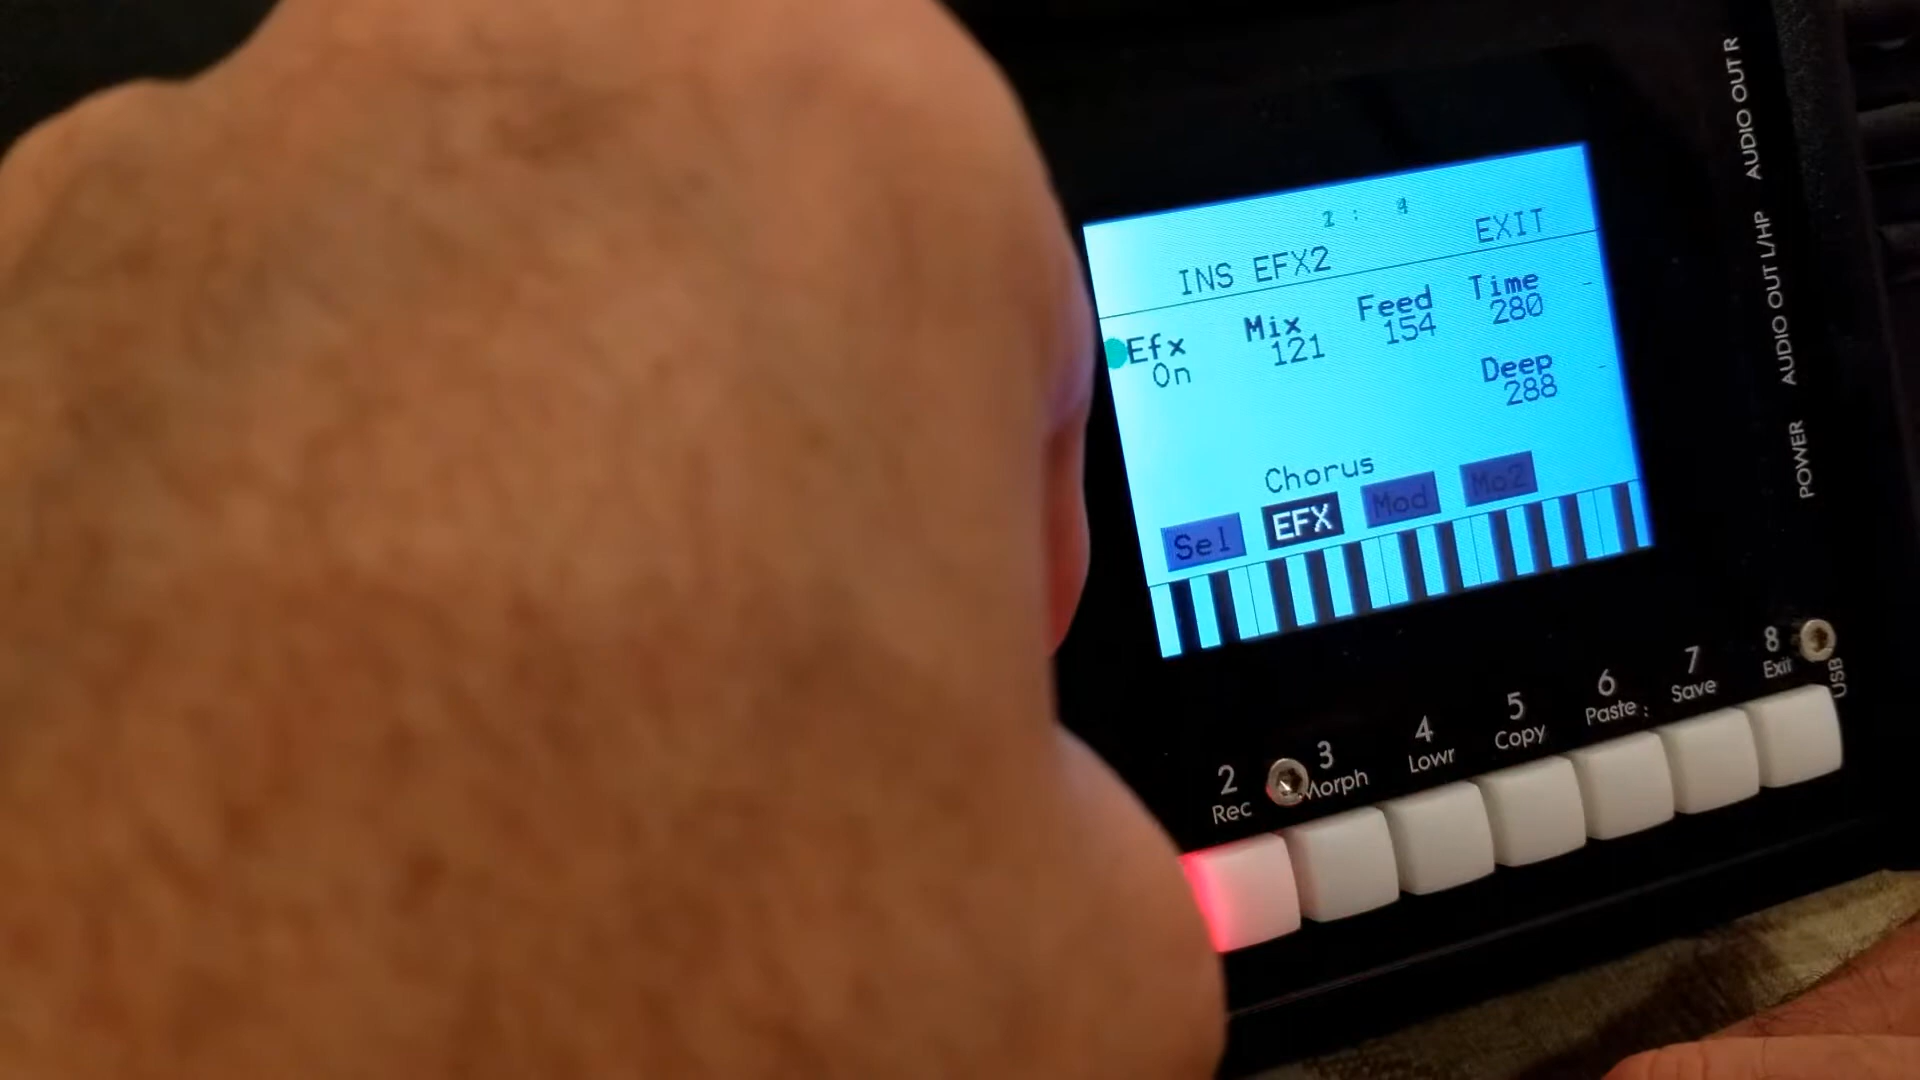 2 : 4
INS EFX2 EXIT
Efx Mix Feed Time
On 121 154 280
Deep
288
Chorus
Sel EFX Mod Mo2
2 3 4 5 6 7 8
Rec Morph Lowr Copy Paste Save Exit
USB
POWER AUDIO OUT L/HP AUDIO OUT R